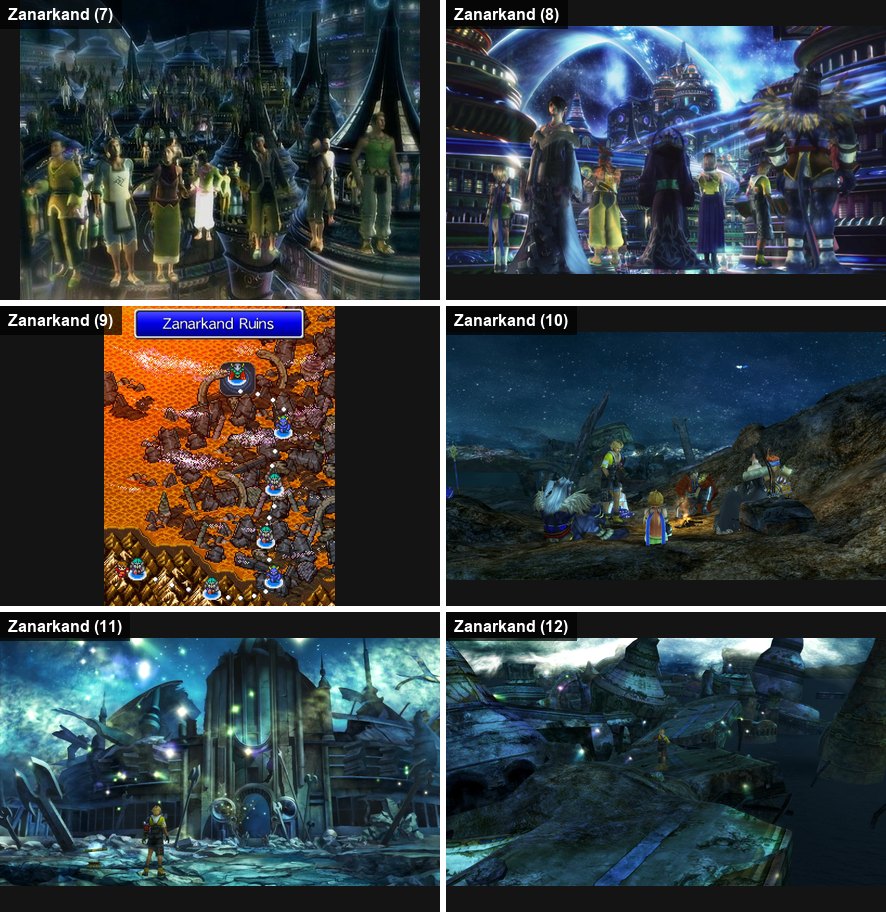 Zanarkand (7)
Zanarkand (8)
Zanarkand (9)
Zanarkand Ruins
Zanarkand (10)
Zanarkand (11)
Zanarkand (12)